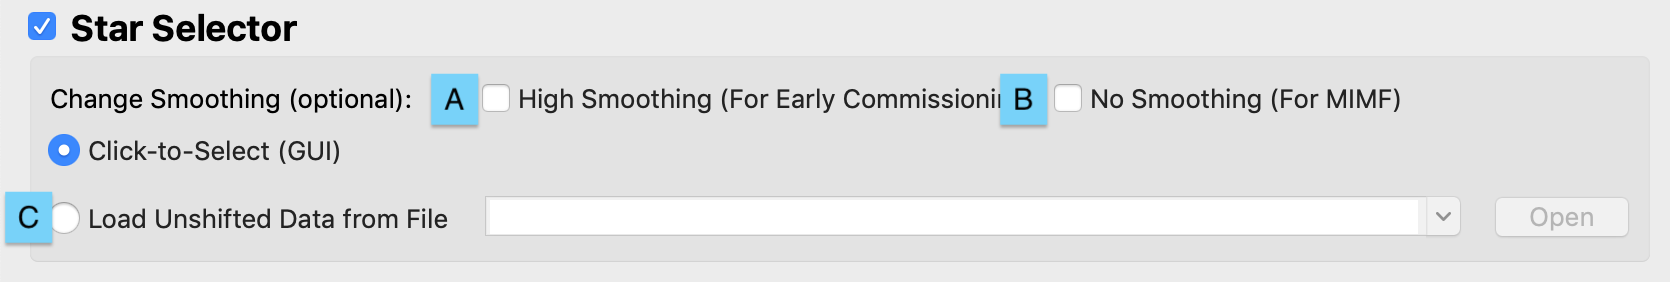 Star Selector
Change Smoothing (optional): A High Smoothing (For Early Commissionin B No Smoothing (For MIMF)
Click-to-Select (GUI)
C Load Unshifted Data from File Open